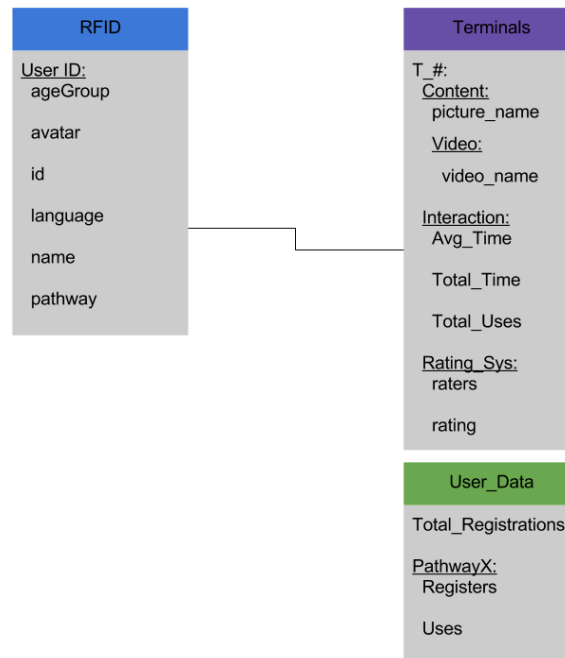 RFID
User ID:
ageGroup
avatar
id
language
name
pathway
Terminals
T_#:
Content:
picture_name
Video:
video_name
Interaction:
Avg_Time
Total_Time
Total_Uses
Rating_Sys:
raters
rating
User_Data
Total_Registrations
PathwayX:
Registers
Uses